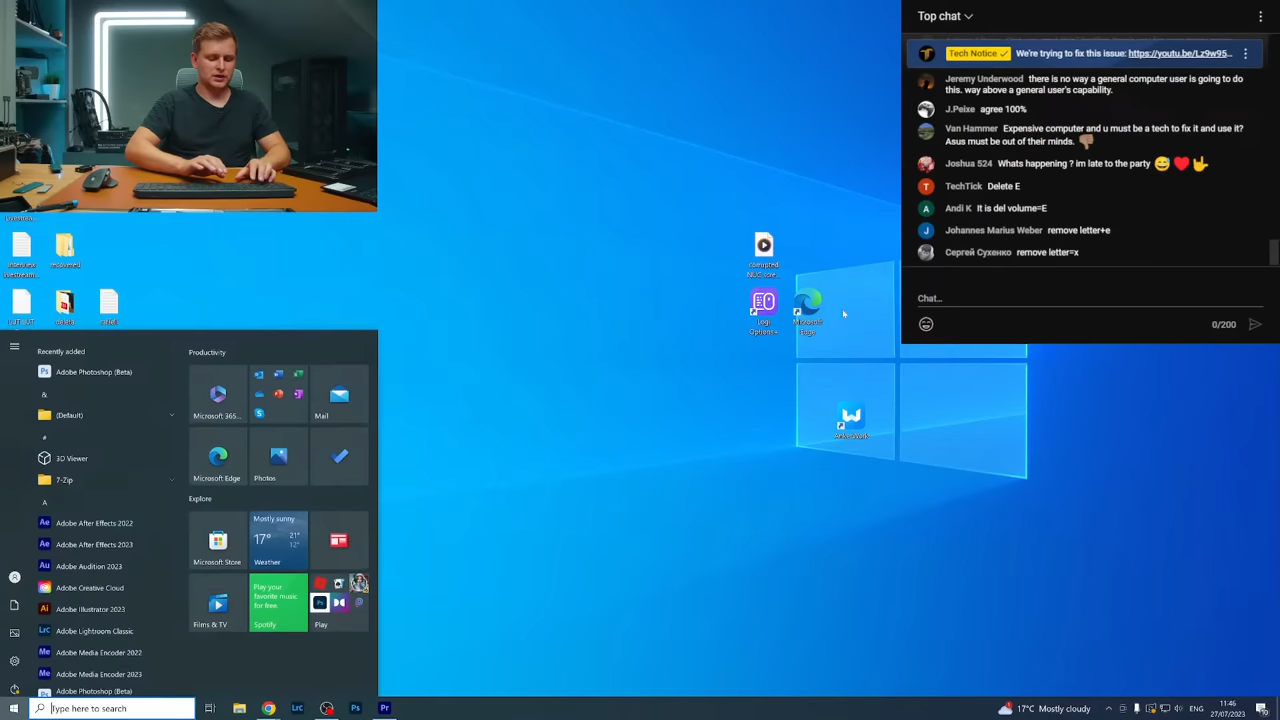 Top chat
Tech Notice We're trying to fix this issue: https://youtu.be/Lz9w95...
Jeremy Underwood there is no way a general computer user is going to do
this. way above a general user's capability.
J.Peixe agree 100%
Van Hammer Expensive computer and u must be a tech to fix it and use it?
Asus must be out of their minds. 👎🏽
Joshua 524 Whats happening ? im late to the party 😅❤️🤟
TechTick Delete E
Andi K It is del volume=E
Johannes Marius Weber remove letter+e
Сергей Сухенко remove letter=x
Chat...
0/200
recovered
corrupted
Logi
Options+
Microsoft
Edge
AnkerWork
Recently added
Adobe Photoshop (Beta)
&
(Default)
#
3D Viewer
7-Zip
A
Adobe After Effects 2022
Adobe After Effects 2023
Adobe Audition 2023
Adobe Creative Cloud
Adobe Illustrator 2023
Adobe Lightroom Classic
Adobe Media Encoder 2022
Adobe Media Encoder 2023
Adobe Photoshop (Beta)
Productivity
Microsoft 365...
Mail
Microsoft Edge
Photos
Explore
Microsoft Store
Mostly sunny
17° 21°
12°
Weather
Films & TV
Play your
favorite music
for free.
Spotify
Play
Type here to search
17°C Mostly cloudy
ENG
11:46
27/07/2023